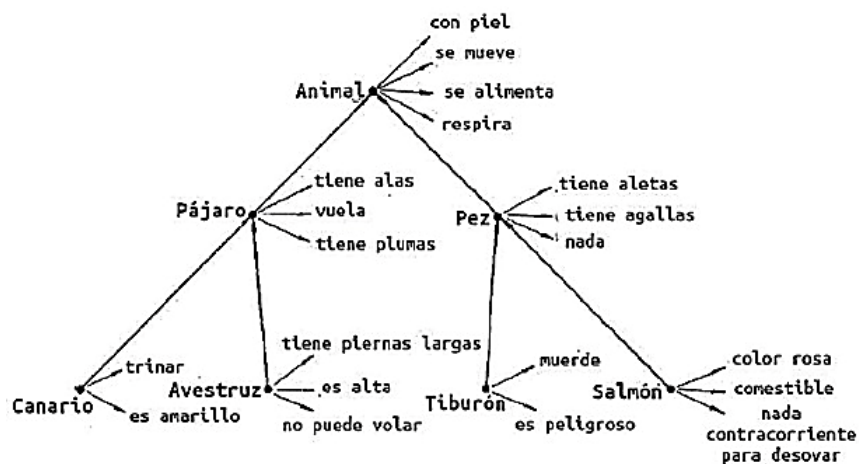 con piel
se mueve
Animal
se alimenta
respira
Pájaro
tiene alas
vuela
tiene plumas
Pez
tiene aletas
tiene agallas
nada
Canario
trinar
es amarillo
Avestruz
tiene piernas largas
es alta
no puede volar
Tiburón
muerde
es peligroso
Salmón
color rosa
comestible
nada
contracorriente
para desovar